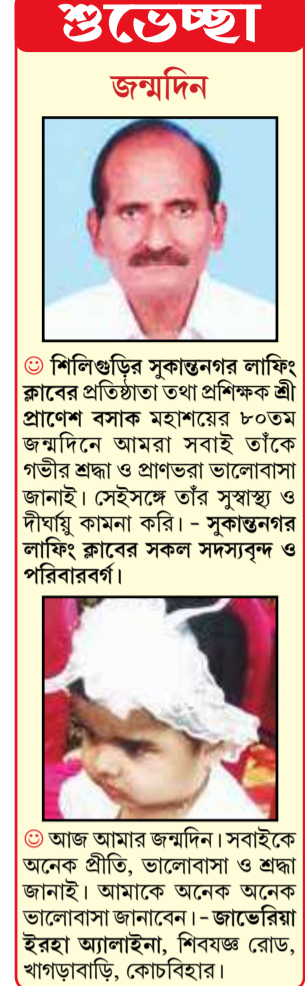 শুভেচ্ছা
জন্মদিন
☺ শিলিগুড়ির সুকান্তনগর লাফিং
ক্লাবের প্রতিষ্ঠাতা তথা প্রশিক্ষক শ্রী
প্রাণেশ বসাক মহাশয়ের ৮০তম
জন্মদিনে আমরা সবাই তাঁকে
গভীর শ্রদ্ধা ও প্রাণভরা ভালোবাসা
জানাই। সেইসঙ্গে তাঁর সুস্বাস্থ্য ও
দীর্ঘায়ু কামনা করি। - সুকান্তনগর
লাফিং ক্লাবের সকল সদস্যবৃন্দ ও
পরিবারবর্গ।
☺ আজ আমার জন্মদিন। সবাইকে
অনেক প্রীতি, ভালোবাসা ও শ্রদ্ধা
জানাই। আমাকে অনেক অনেক
ভালোবাসা জানাবেন। - জাভেরিয়া
ইরহা অ্যালাইনা, শিবযজ্ঞ রোড,
খাগড়াবাড়ি, কোচবিহার।